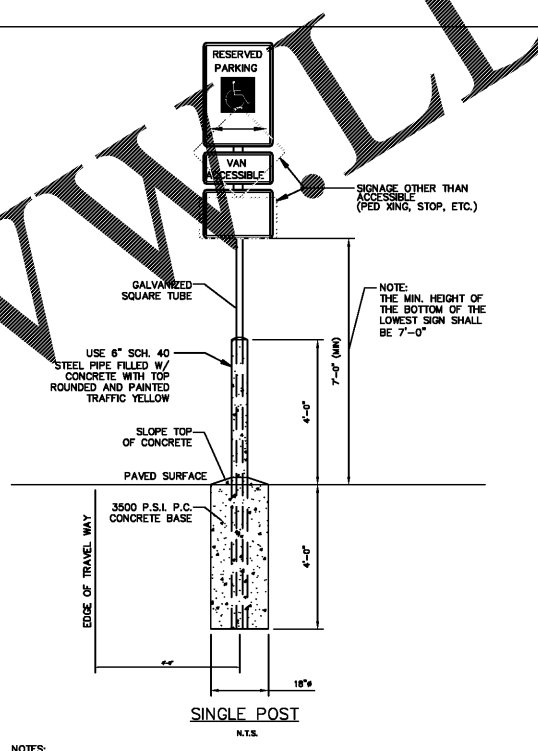 RESERVED
PARKING
VAN
ACCESSIBLE
SIGNAGE OTHER THAN
ACCESSIBLE
(PED XING, STOP, ETC.)
GALVANIZED
SQUARE TUBE
NOTE:
THE MIN. HEIGHT OF
THE BOTTOM OF THE
LOWEST SIGN SHALL
BE 7'-0"
7'-0" (MIN)
USE 6" SCH. 40
STEEL PIPE FILLED W/
CONCRETE WITH TOP
ROUNDED AND PAINTED
TRAFFIC YELLOW
4'-0"
SLOPE TOP
OF CONCRETE
PAVED SURFACE
3500 P.S.I. P.C.
CONCRETE BASE
4'-0"
EDGE OF TRAVEL WAY
18"ø
SINGLE POST
N.T.S.
NOTES: